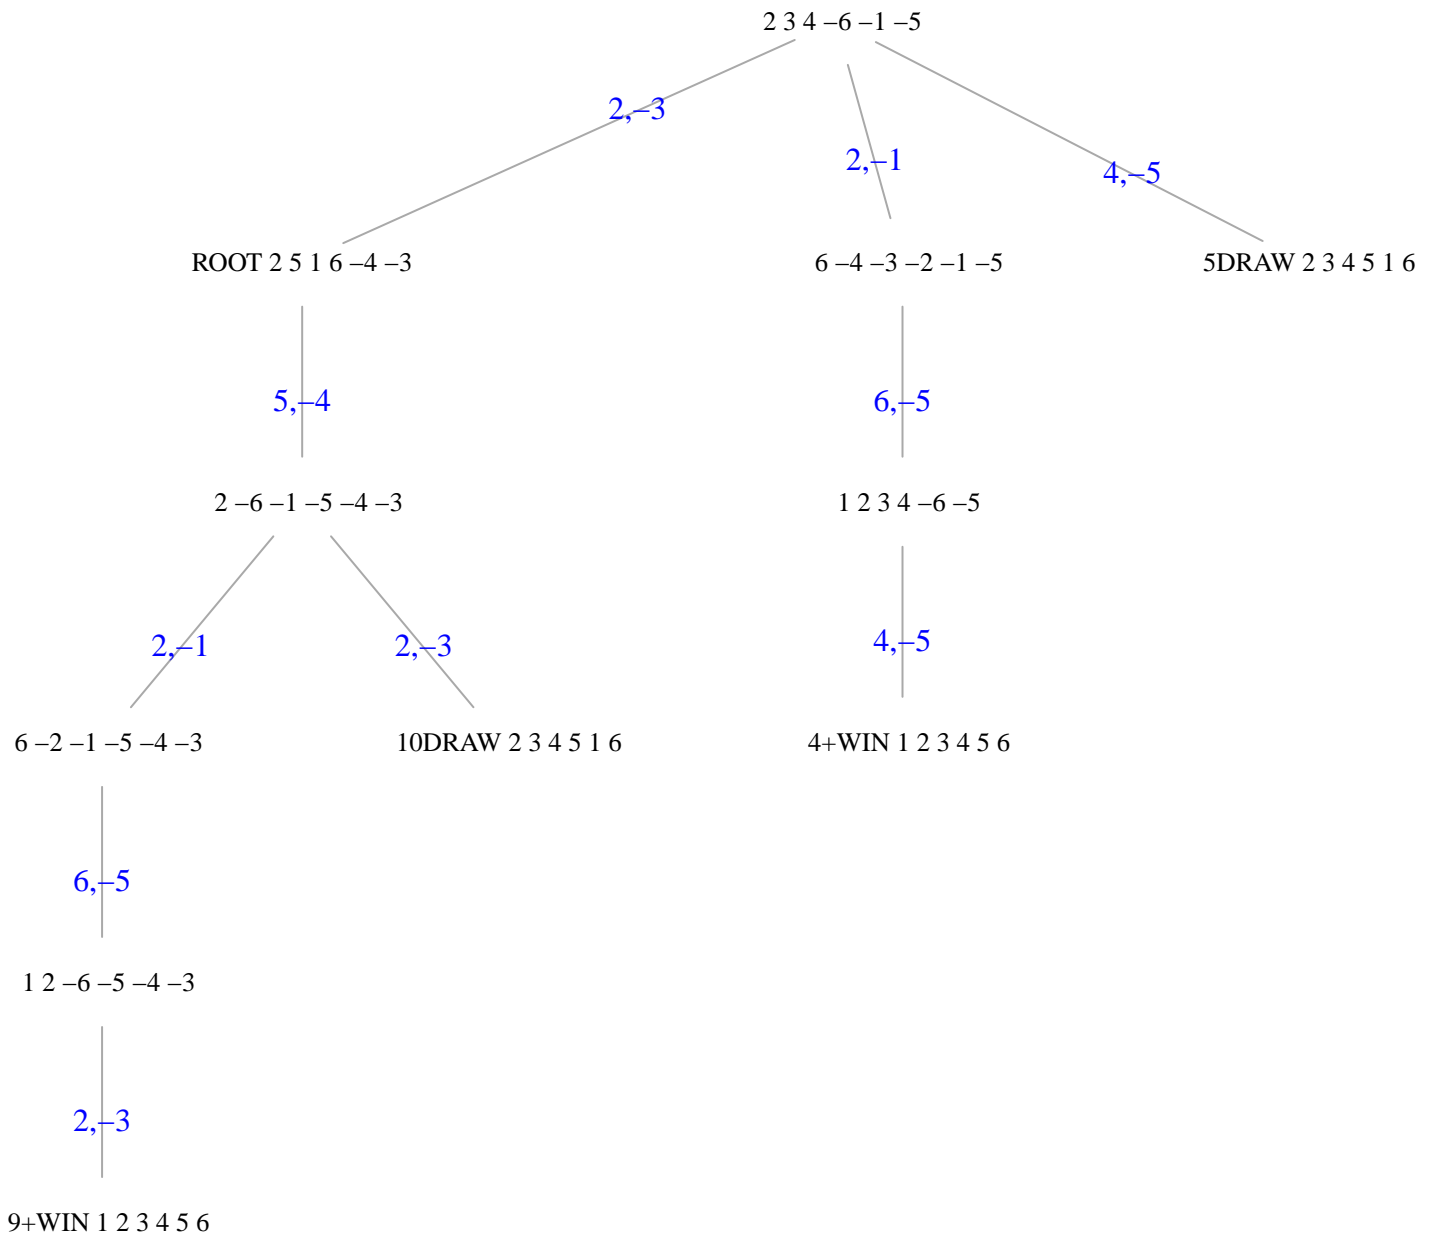 2 3 4 –6 –1 –5
2,–3
2,–1
4,–5
ROOT 2 5 1 6 –4 –3
6 –4 –3 –2 –1 –5
5DRAW 2 3 4 5 1 6
5,–4
6,–5
2 –6 –1 –5 –4 –3
1 2 3 4 –6 –5
2,–1
2,–3
4,–5
6 –2 –1 –5 –4 –3
10DRAW 2 3 4 5 1 6
4+WIN 1 2 3 4 5 6
6,–5
1 2 –6 –5 –4 –3
2,–3
9+WIN 1 2 3 4 5 6